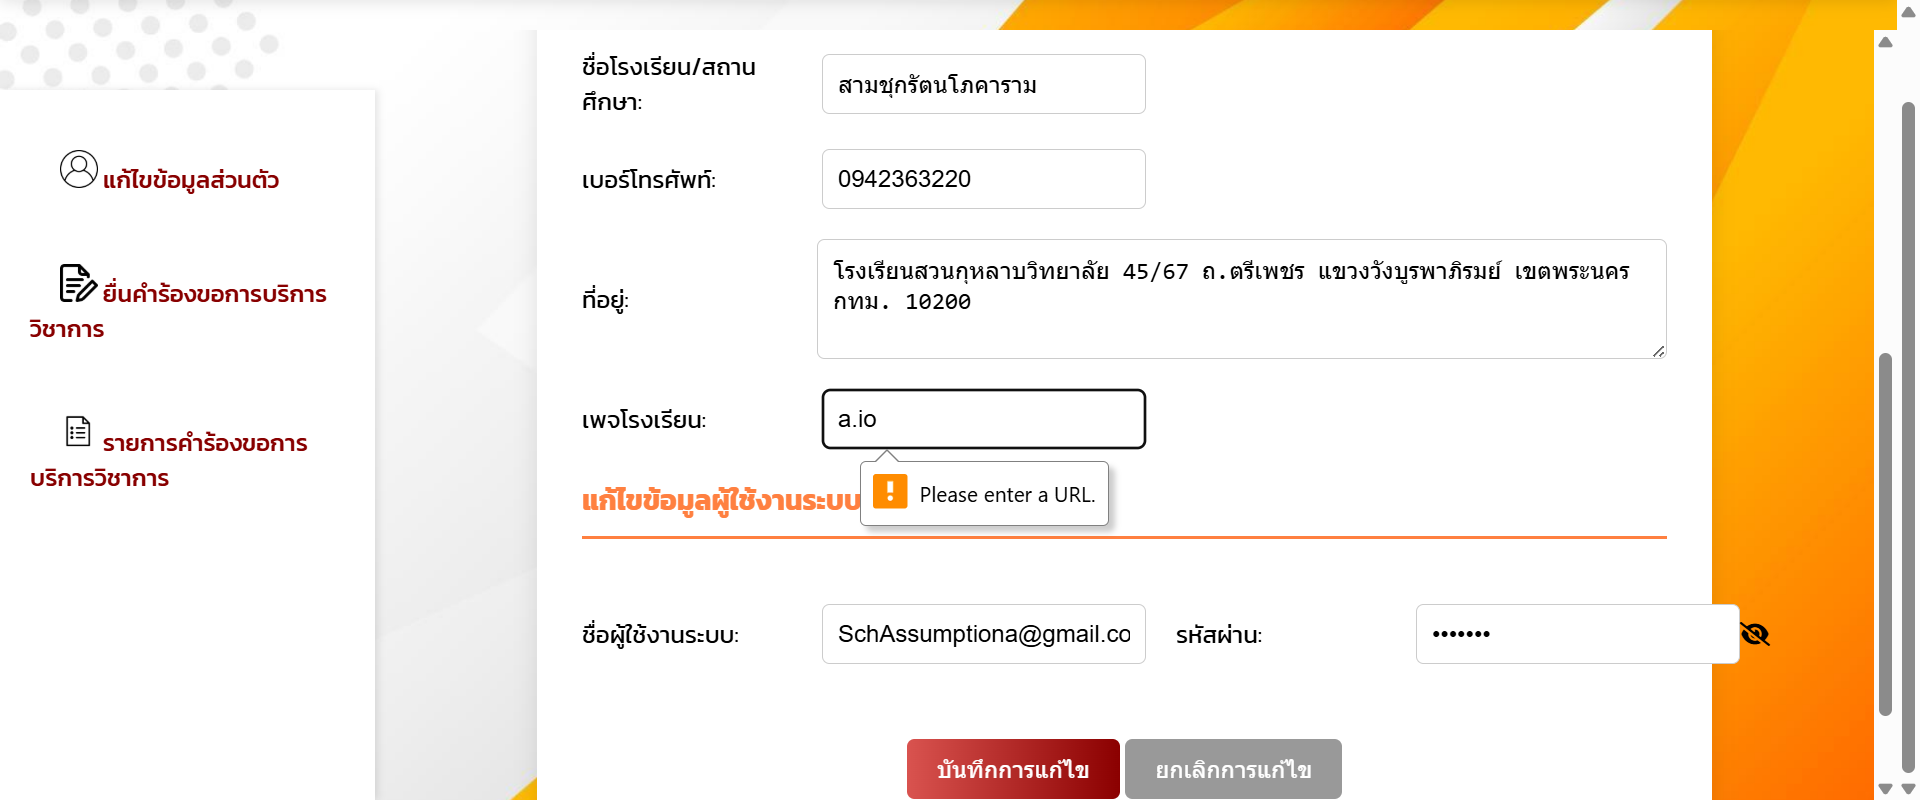 แก้ไขข้อมูลส่วนตัว
ยื่นคำร้องขอการบริการ
วิชาการ
รายการคำร้องขอการ
บริการวิชาการ
ชื่อโรงเรียน/สถาน
ศึกษา:
สามชุกรัตนโภคาราม
เบอร์โทรศัพท์:
0942363220
ที่อยู่:
โรงเรียนสวนกุหลาบวิทยาลัย 45/67 ถ.ตรีเพชร แขวงวังบูรพาภิรมย์ เขตพระนคร
กทม. 10200
เพจโรงเรียน:
a.io
Please enter a URL.
แก้ไขข้อมูลผู้ใช้งานระบบ
ชื่อผู้ใช้งานระบบ:
SchAssumptiona@gmail.co
รหัสผ่าน:
•••••••
บันทึกการแก้ไข
ยกเลิกการแก้ไข